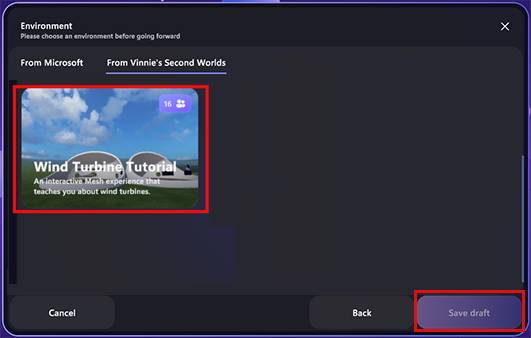 Environment
Please choose an environment before going forward
From Microsoft
From Vinnie's Second Worlds
16
Wind Turbine Tutorial
An interactive Mesh experience that
teaches you about wind turbines.
Cancel
Back
Save draft